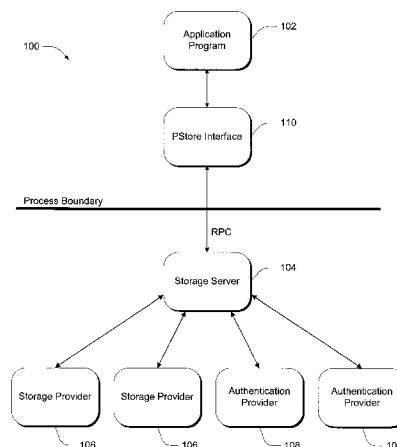 Application
Program
102
100
PStore Interface
110
Process Boundary
RPC
Storage Server
104
Storage Provider
Storage Provider
Authentication
Provider
Authentication
Provider
106
106
108